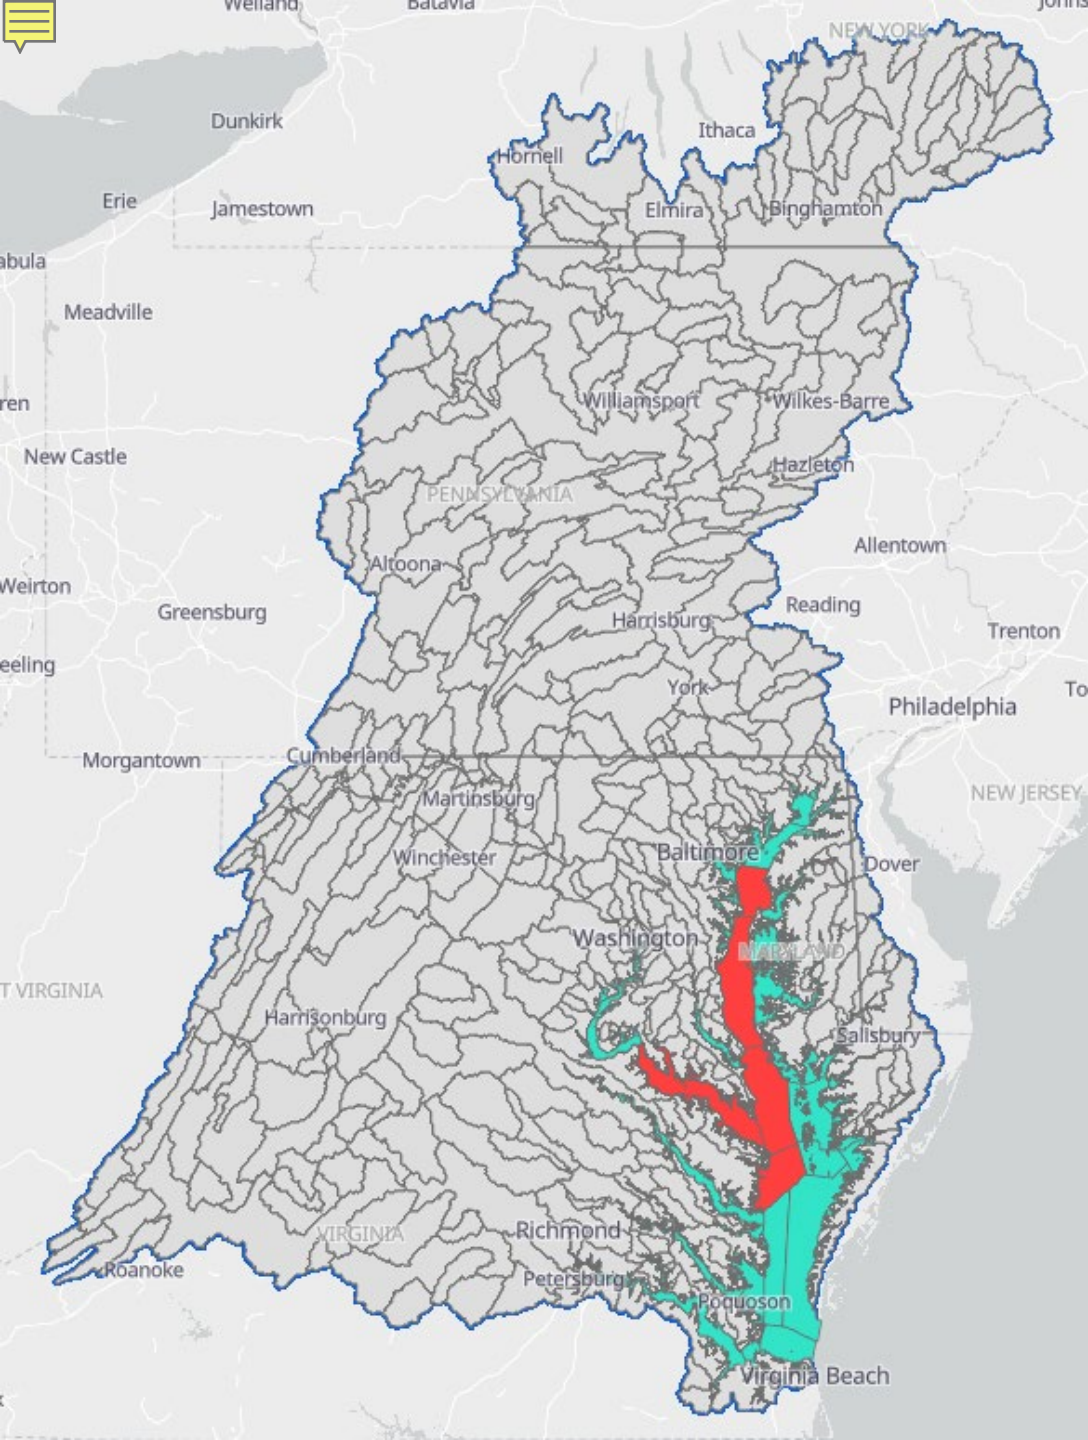 Welland
Batavia
Johns
NEW YORK
Dunkirk
Ithaca
Hornell
Erie
Jamestown
Elmira
Binghamton
abula
Meadville
ren
Williamsport
Wilkes-Barre
New Castle
Hazleton
PENNSYLVANIA
Allentown
Altoona
Weirton
Greensburg
Reading
Harrisburg
Trenton
eeling
York
To
Philadelphia
Morgantown
Cumberland
Martinsburg
NEW JERSEY
Baltimore
Winchester
Dover
Washington
MARYLAND
T VIRGINIA
Harrisonburg
Salisbury
Richmond
VIRGINIA
Roanoke
Petersburg
Poquoson
Virginia Beach
x